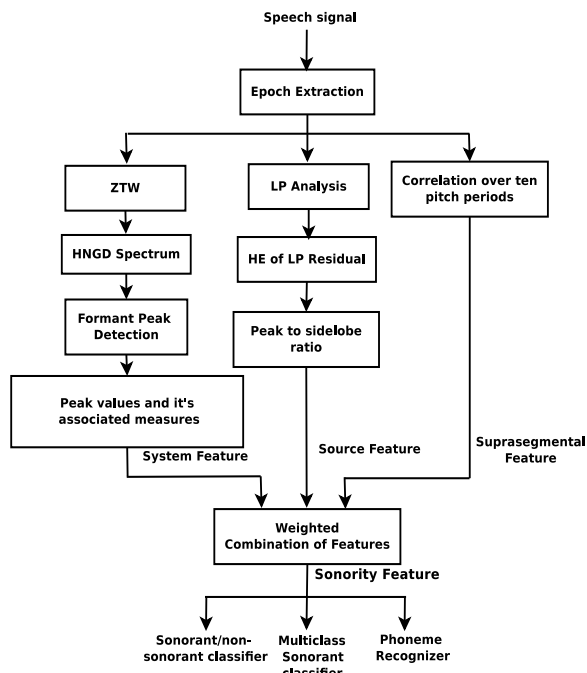 Speech signal
Epoch Extraction
ZTW
LP Analysis
Correlation over ten
pitch periods
HNGD Spectrum
HE of LP Residual
Formant Peak
Detection
Peak to sidelobe
ratio
Peak values and it's
associated measures
System Feature
Source Feature
Suprasegmental
Feature
Weighted
Combination of Features
Sonority Feature
Sonorant/non-
sonorant classifier
Multiclass
Sonorant
classifier
Phoneme
Recognizer